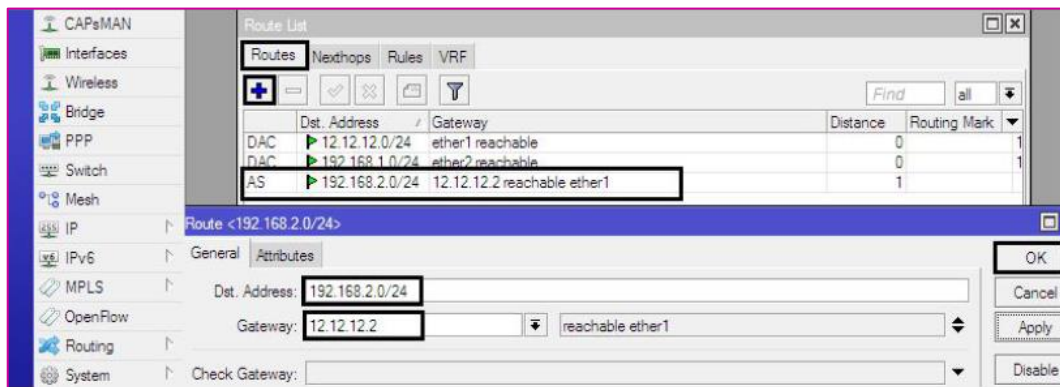 CAPsMAN
Interfaces
Wireless
Bridge
PPP
Switch
Mesh
IP
IPv6
MPLS
OpenFlow
Routing
System
Route List
Routes Nexthops Rules VRF
Find all
Dst. Address / Gateway Distance Routing Mark
DAC 12.12.12.0/24 ether1 reachable 0 1
DAC 192.168.1.0/24 ether2 reachable 0 1
AS 192.168.2.0/24 12.12.12.2 reachable ether1 1
Route <192.168.2.0/24>
General Attributes
Dst. Address: 192.168.2.0/24
Gateway: 12.12.12.2 reachable ether1
Check Gateway:
OK
Cancel
Apply
Disable